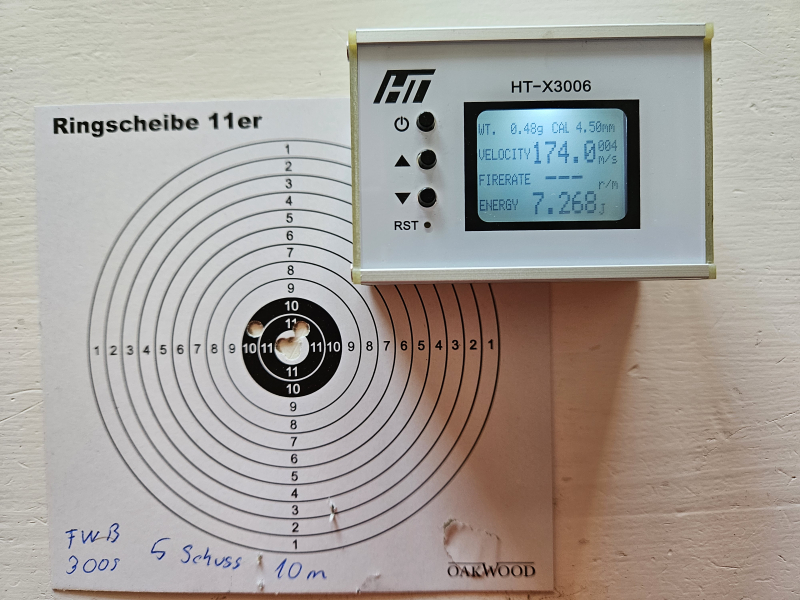 Ringscheibe 11er
HT
HT-X3006
WT. 0.48g CAL 4.50mm
VELOCITY 174.0 004 m/s
FIRERATE --- r/m
ENERGY 7.268 J
RST
1
2
3
4
5
6
7
8
9
10
11
1 2 3 4 5 6 7 8 9 10 11 11 10 9 8 7 6 5 4 3 2 1
11
10
9
8
7
6
5
4
3
2
1
FWB
300s 5 Schuss 10m
OAKWOOD